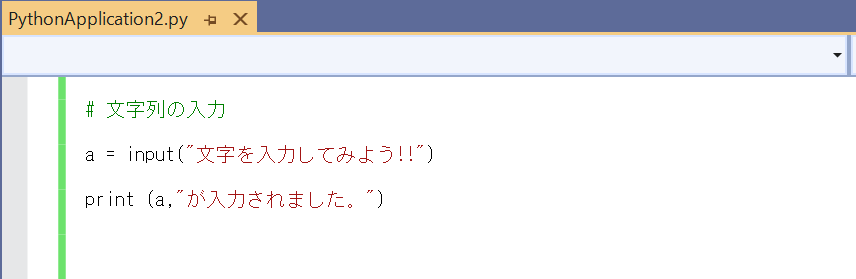 PythonApplication2.py
# 文字列の入力
a = input("文字を入力してみよう!!")
print (a,"が入力されました。")